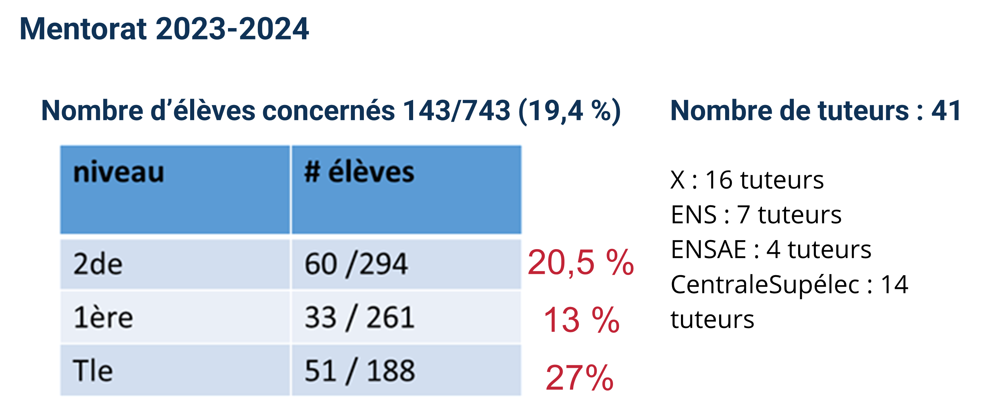 Mentorat 2023-2024
Nombre d’élèves concernés 143/743 (19,4 %)
niveau # élèves
2de 60 /294 20,5 %
1ère 33 / 261 13 %
Tle 51 / 188 27%
Nombre de tuteurs : 41
X : 16 tuteurs
ENS : 7 tuteurs
ENSAE : 4 tuteurs
CentraleSupélec : 14
tuteurs